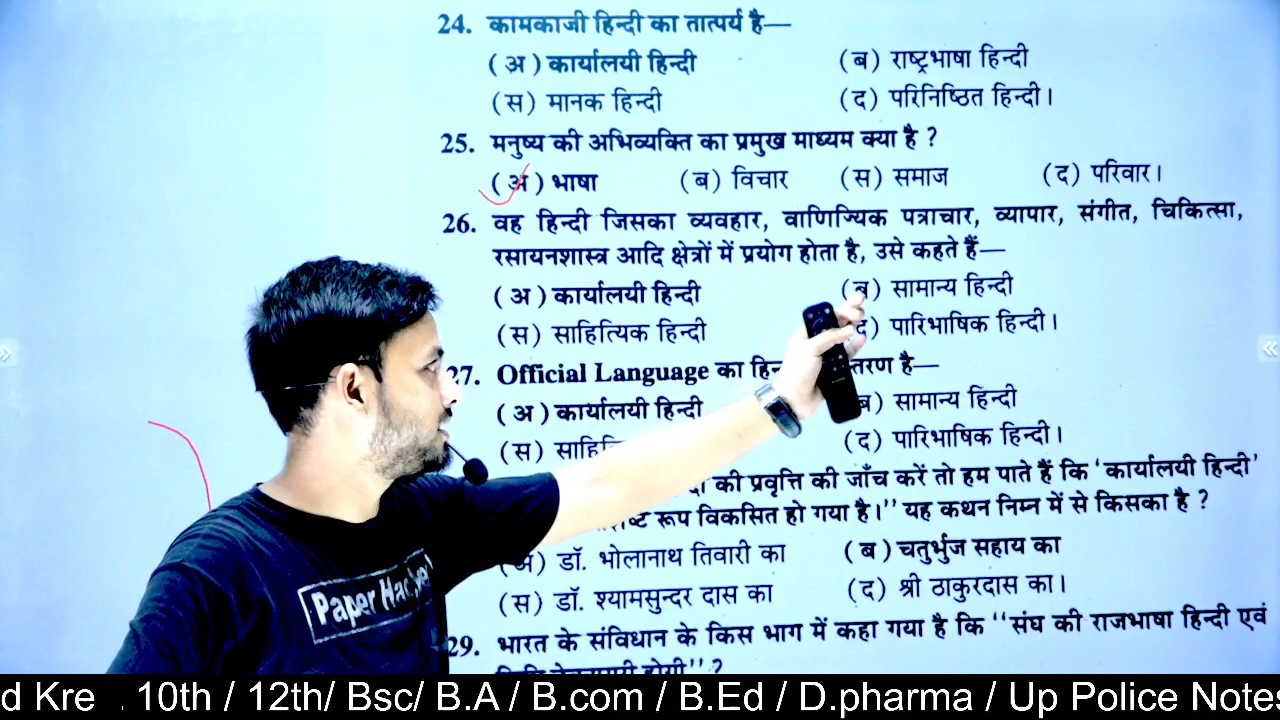 24. कामकाजी हिन्दी का तात्पर्य है—
(अ) कार्यालयी हिन्दी (ब) राष्ट्रभाषा हिन्दी
(स) मानक हिन्दी (द) परिनिष्ठित हिन्दी।
25. मनुष्य की अभिव्यक्ति का प्रमुख माध्यम क्या है ?
(अ) भाषा (ब) विचार (स) समाज (द) परिवार।
26. वह हिन्दी जिसका व्यवहार, वाणिज्यिक पत्राचार, व्यापार, संगीत, चिकित्सा,
रसायनशास्त्र आदि क्षेत्रों में प्रयोग होता है, उसे कहते हैं—
(अ) कार्यालयी हिन्दी (ब) सामान्य हिन्दी
(स) साहित्यिक हिन्दी (द) पारिभाषिक हिन्दी।
27. Official Language का है—
(अ) कार्यालयी हिन्दी (ब) सामान्य हिन्दी
(स) (द) पारिभाषिक हिन्दी।
की प्रवृत्ति की जाँच करें तो हम पाते हैं कि 'कार्यालयी हिन्दी'
रूप विकसित हो गया है।'' यह कथन निम्न में से किसका है ?
(अ) डॉ. भोलानाथ तिवारी का (ब) चतुर्भुज सहाय का
(स) डॉ. श्यामसुन्दर दास का (द) श्री ठाकुरदास का।
29. भारत के संविधान के किस भाग में कहा गया है कि ''संघ की राजभाषा हिन्दी एवं
Paper
d Kre . 10th / 12th/ Bsc/ B.A / B.com / B.Ed / D.pharma / Up Police Notes